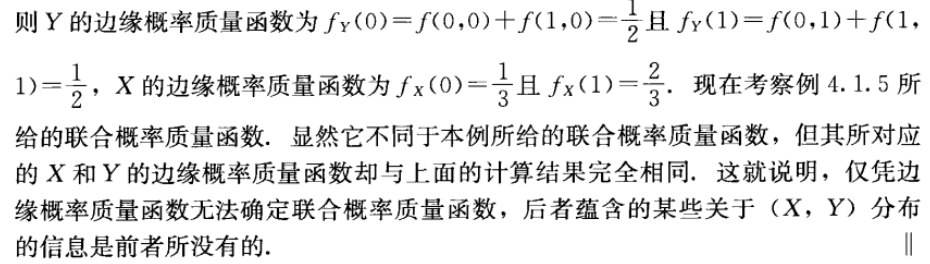 则 Y 的边缘概率质量函数为 f_Y(0)=f(0,0)+f(1,0)=\frac{1}{2}且 f_Y(1)=f(0,1)+f(1,
1)=\frac{1}{2}，X 的边缘概率质量函数为 f_X(0)=\frac{1}{3}且 f_X(1)=\frac{2}{3}．现在考察例 4.1.5 所
给的联合概率质量函数．显然它不同于本例所给的联合概率质量函数，但其所对应
的 X 和 Y 的边缘概率质量函数却与上面的计算结果完全相同．这就说明，仅凭边
缘概率质量函数无法确定联合概率质量函数，后者蕴含的某些关于（X，Y）分布
的信息是前者所没有的． ‖